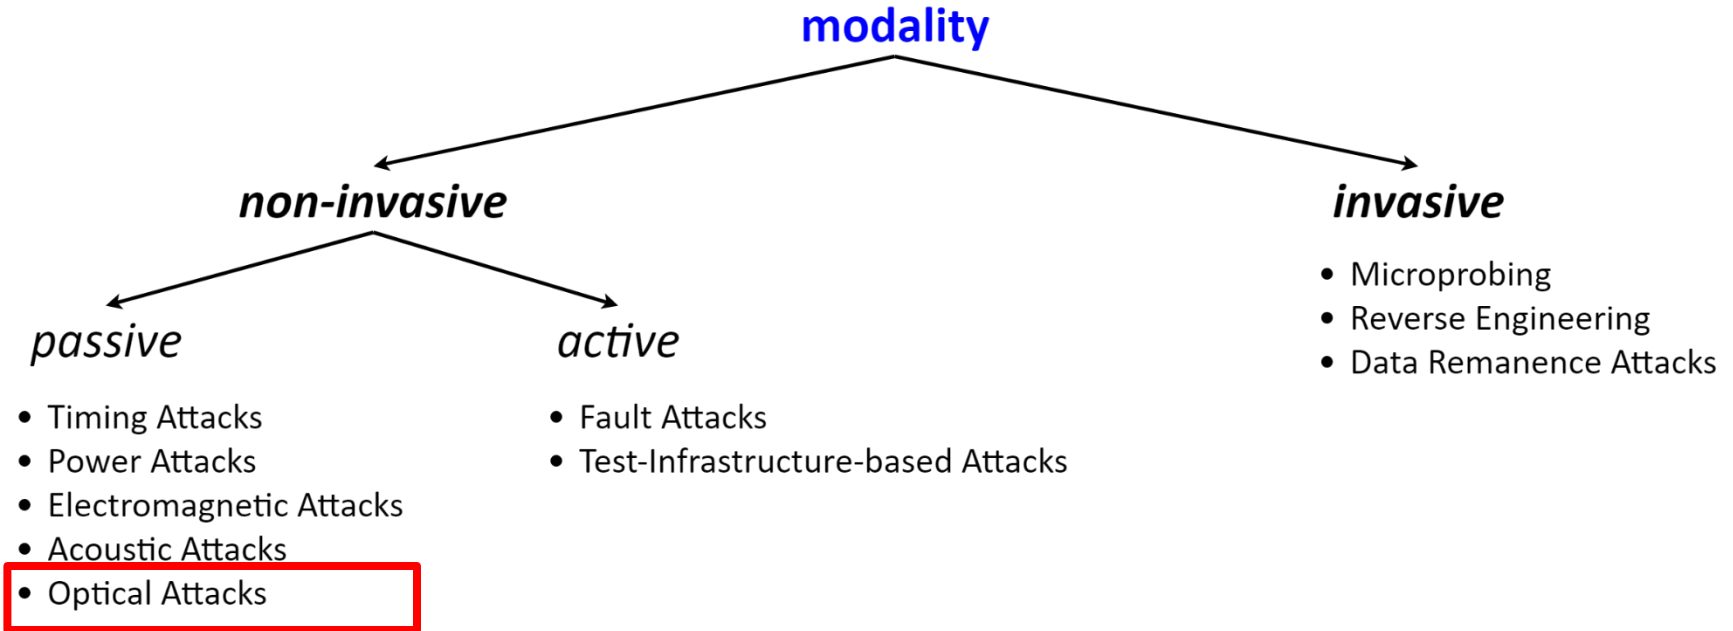 modality
non-invasive
invasive
passive
active
• Timing Attacks
• Power Attacks
• Electromagnetic Attacks
• Acoustic Attacks
• Optical Attacks
• Fault Attacks
• Test-Infrastructure-based Attacks
• Microprobing
• Reverse Engineering
• Data Remanence Attacks